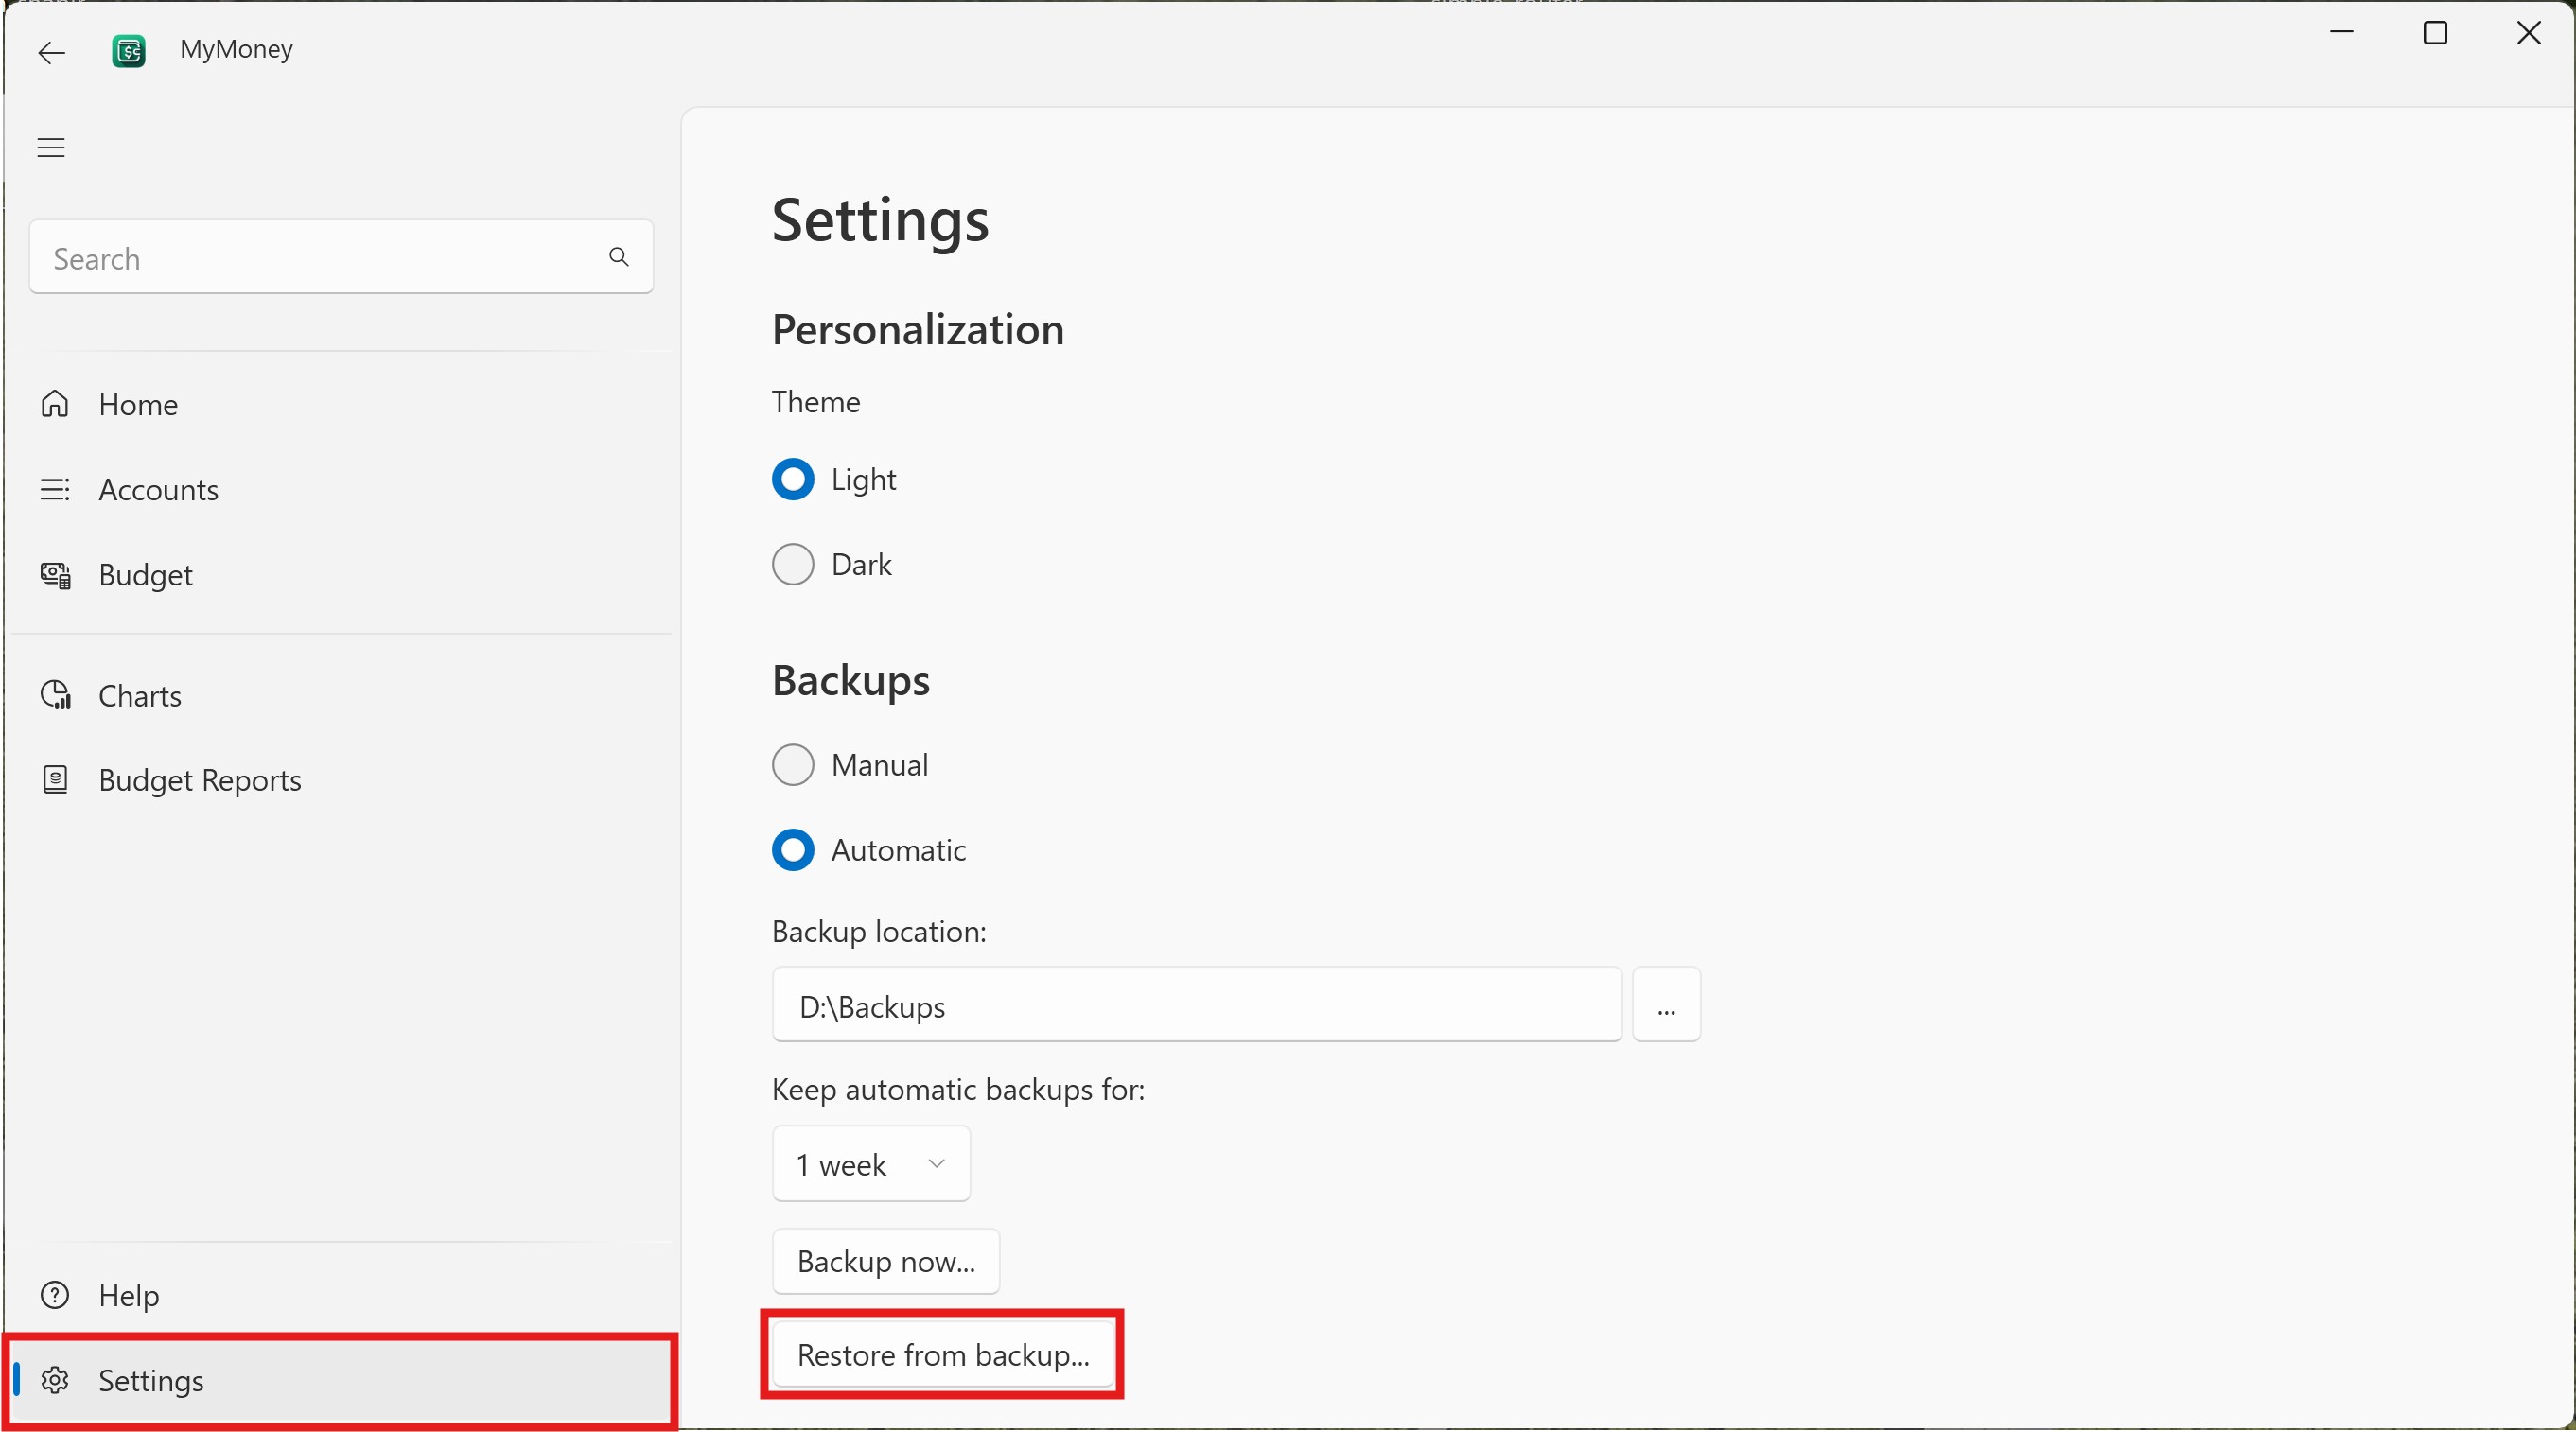 MyMoney
Search
Home
Accounts
Budget
Charts
Budget Reports
Help
Settings
Settings
Personalization
Theme
Light
Dark
Backups
Manual
Automatic
Backup location:
D:\Backups
...
Keep automatic backups for:
1 week
Backup now...
Restore from backup...